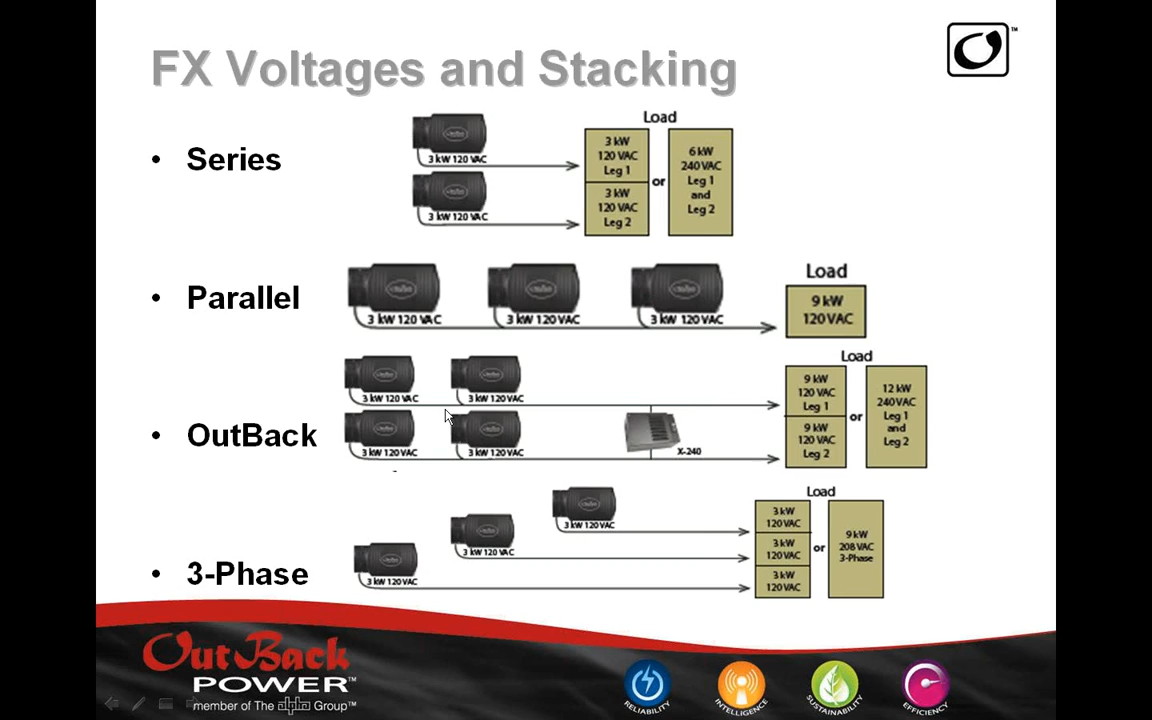 FX Voltages and Stacking
™
• Series
3 kW 120 VAC
3 kW 120 VAC
Load
3 kW
120 VAC
Leg 1
3 kW
120 VAC
Leg 2
or
6 kW
240 VAC
Leg 1
and
Leg 2
• Parallel
3 kW 120 VAC
3 kW 120 VAC
3 kW 120 VAC
Load
9 kW
120 VAC
• OutBack
3 kW 120 VAC
3 kW 120 VAC
3 kW 120 VAC
3 kW 120 VAC
X-240
Load
9 kW
120 VAC
Leg 1
9 kW
120 VAC
Leg 2
or
12 kW
240VAC
Leg 1
and
Leg 2
• 3-Phase
3 kW 120 VAC
3 kW 120 VAC
3 kW 120 VAC
Load
3 kW
120 VAC
3 kW
120 VAC
3 kW
120 VAC
or
9 kW
208 VAC
3-Phase
OutBack
POWER™
member of The alpha Group™
RELIABILITY
INTELLIGENCE
SUSTAINABILITY
EFFICIENCY